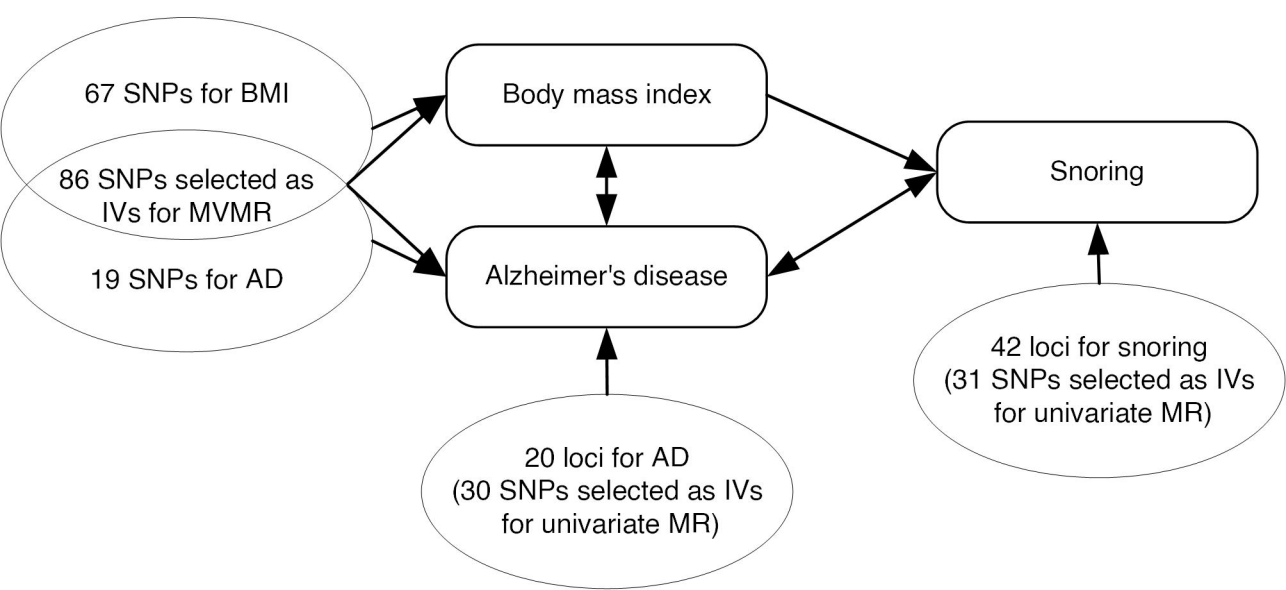 67 SNPs for BMI
86 SNPs selected as
IVs for MVMR
19 SNPs for AD
Body mass index
Alzheimer's disease
Snoring
20 loci for AD
(30 SNPs selected as IVs
for univariate MR)
42 loci for snoring
(31 SNPs selected as IVs
for univariate MR)